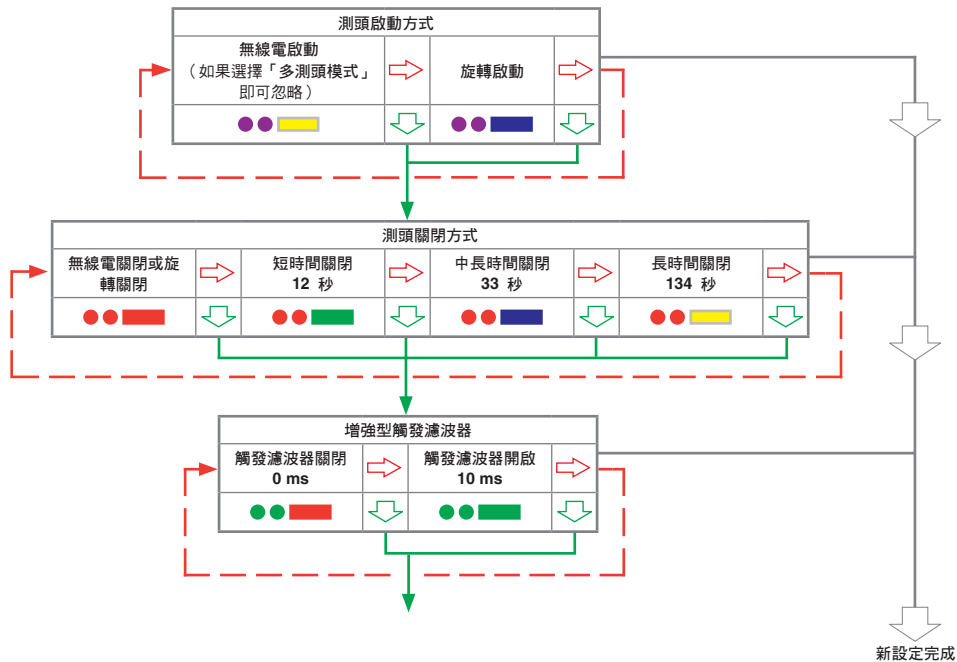 測頭啟動方式
無線電啟動
（如果選擇「多測頭模式」
即可忽略）
旋轉啟動
測頭關閉方式
無線電關閉或旋
轉關閉
短時間關閉
12 秒
中長時間關閉
33 秒
長時間關閉
134 秒
增強型觸發濾波器
觸發濾波器關閉
0 ms
觸發濾波器開啟
10 ms
新設定完成